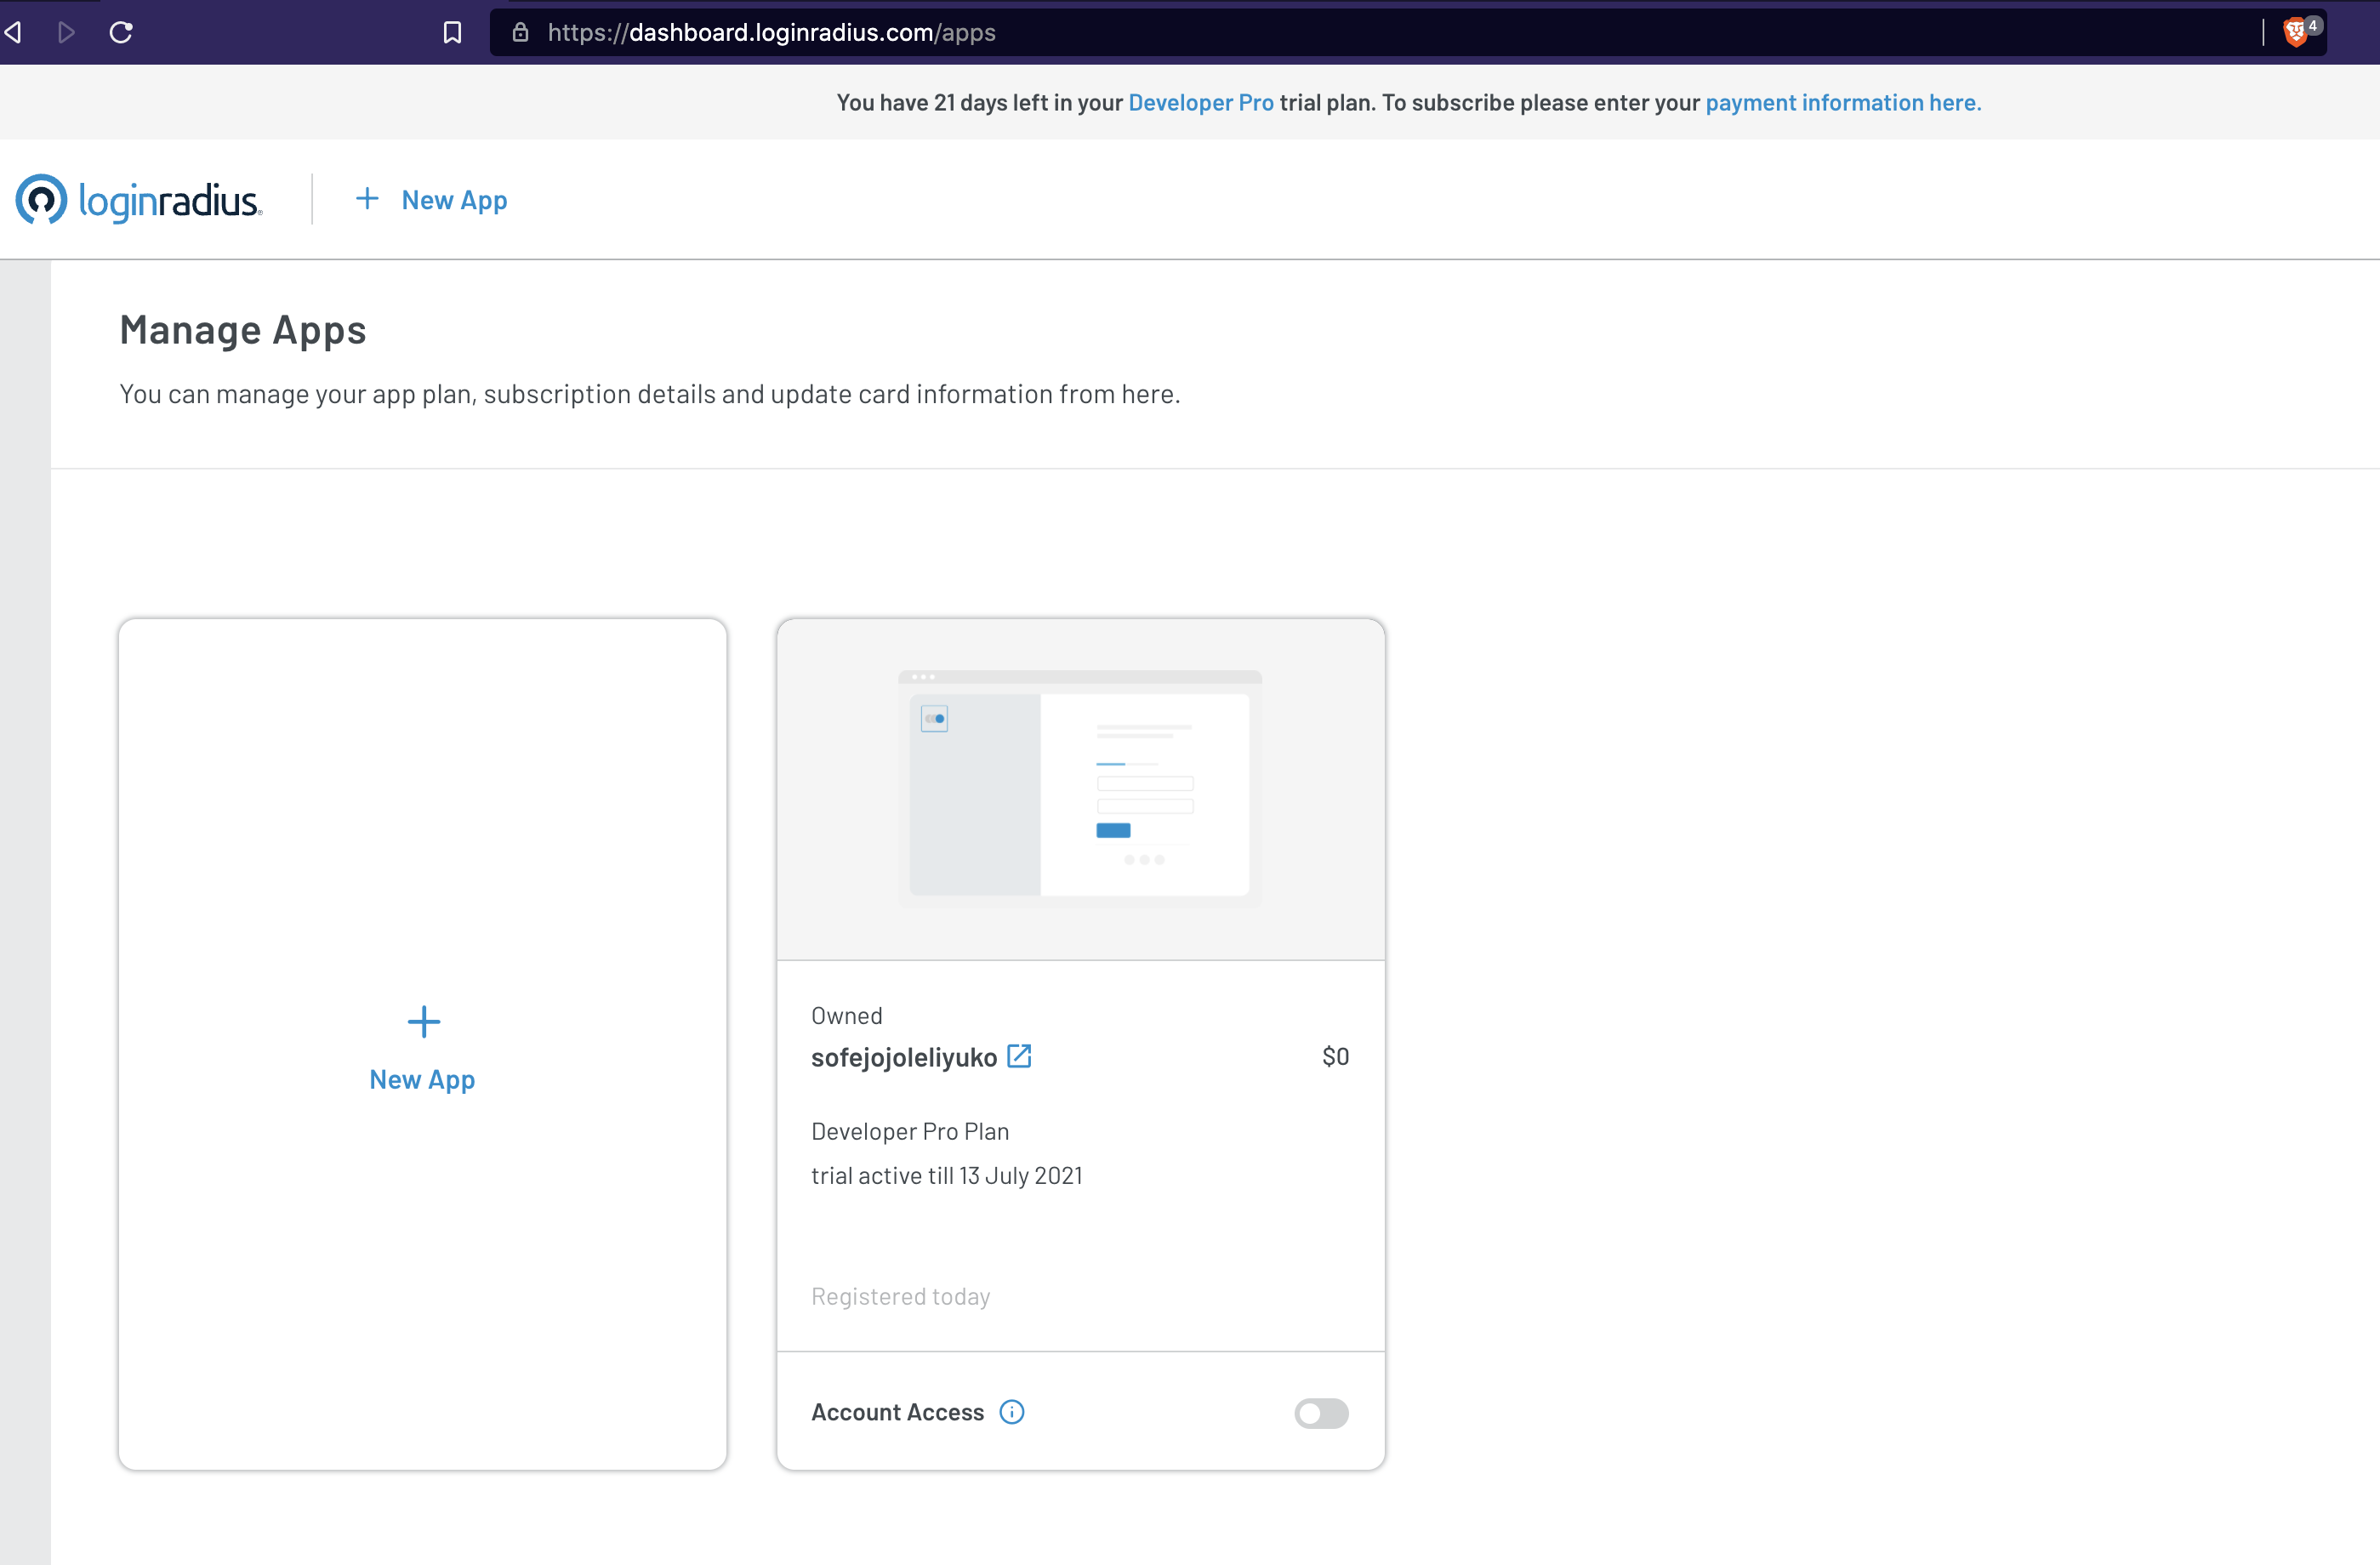 https://dashboard.loginradius.com/apps
4
You have 21 days left in your Developer Pro trial plan. To subscribe please enter your payment information here.
loginradius
+ New App
Manage Apps
You can manage your app plan, subscription details and update card information from here.
+
New App
Owned
sofejojoleliyuko $0
Developer Pro Plan
trial active till 13 July 2021
Registered today
Account Access